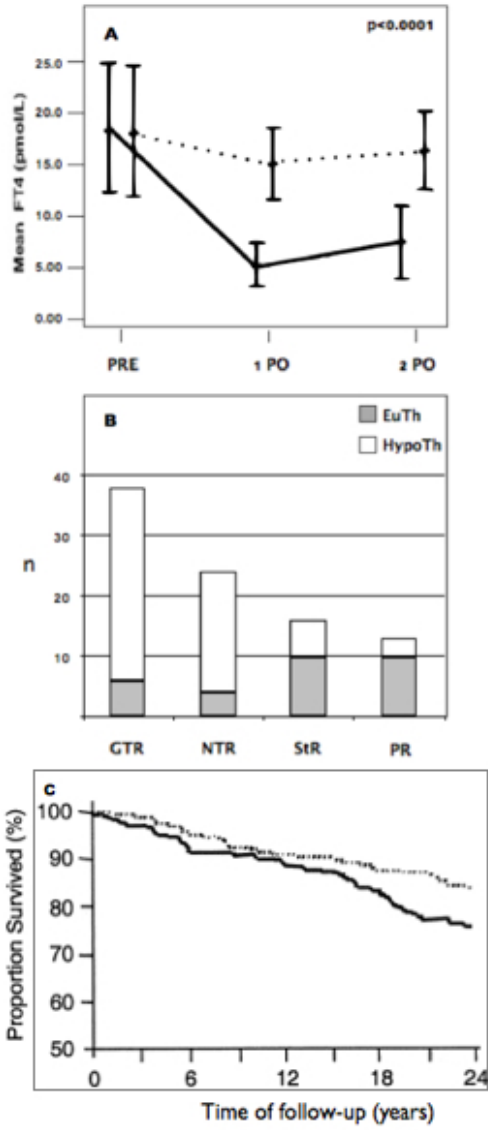 A
p<0.0001
Mean FT4 (pmol/L)
25.0
20.0
15.0
10.0
5.00
0.00
PRE
1 PO
2 PO
B
EuTh
HypoTh
n
40
30
20
10
GTR
NTR
StR
PR
C
Proportion Survived (%)
100
90
80
70
60
50
0
6
12
18
24
Time of follow-up (years)